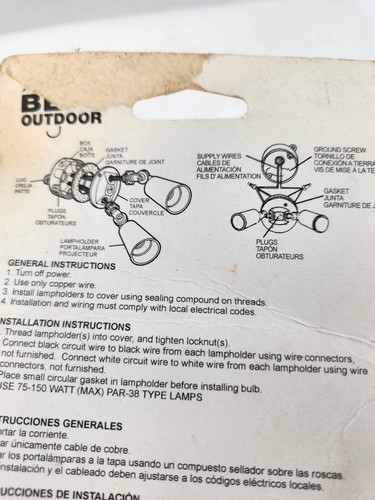 OUTDOOR
BOX
CAJA
BOÎTE
GASKET
JUNTA
GARNITURE DE JOINT
LUG
OREJA
PATTE
COVER
TAPA
COUVERCLE
PLUGS
TAPÓN
OBTURATEURS
LAMPHOLDER
PORTALAMPARA
PROJECTEUR
SUPPLY WIRES
CABLES DE
ALIMENTACIÓN
FILS D'ALIMENTATION
GROUND SCREW
TORNILLO DE
CONEXIÓN A TIERRA
VIS DE MISE A LA
GASKET
JUNTA
GARNITURE DE
PLUGS
TAPÓN
OBTURATEURS
GENERAL INSTRUCTIONS
1. Turn off power.
2. Use only copper wire.
3. Install lampholders to cover using sealing compound on threads.
4. Installation and wiring must comply with local electrical codes.
NSTALLATION INSTRUCTIONS
Thread lampholder(s) into cover, and tighten locknut(s).
Connect black circuit wire to black wire from each lampholder using wire connectors,
not furnished. Connect white circuit wire to white wire from each lampholder using wire
connectors, not furnished.
Place small circular gasket in lampholder before installing bulb.
USE 75-150 WATT (MAX) PAR-38 TYPE LAMPS
TRUCCIONES GENERALES
rtar la corriente.
ar únicamente cable de cobre.
ar los portalámparas a la tapa usando un compuesto sellador sobre las roscas.
instalación y el cableado deben ajustarse a los códigos eléctricos locales.
UCCIONES DE INSTALACIÓN